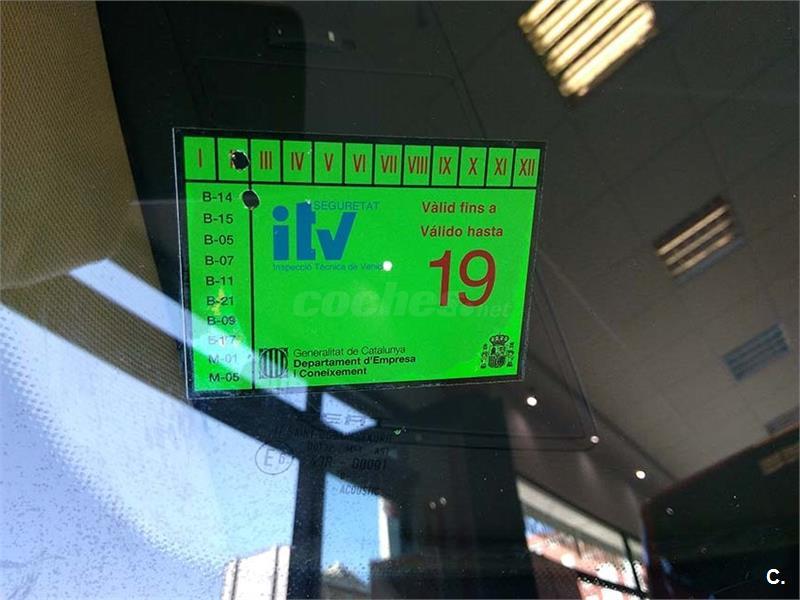 I II III IV V VI VII VIII IX X XI XII
B-14
B-15
B-05
B-07
B-11
B-21
B-09
B-17
M-01
M-05
SEGURETAT
itv
Inspecció Tècnica de
Vàlid fins a
Válido hasta
19
coches.net
Generalitat de Catalunya
Departament d'Empresa
i Coneixement
ACOUSTIC
C.